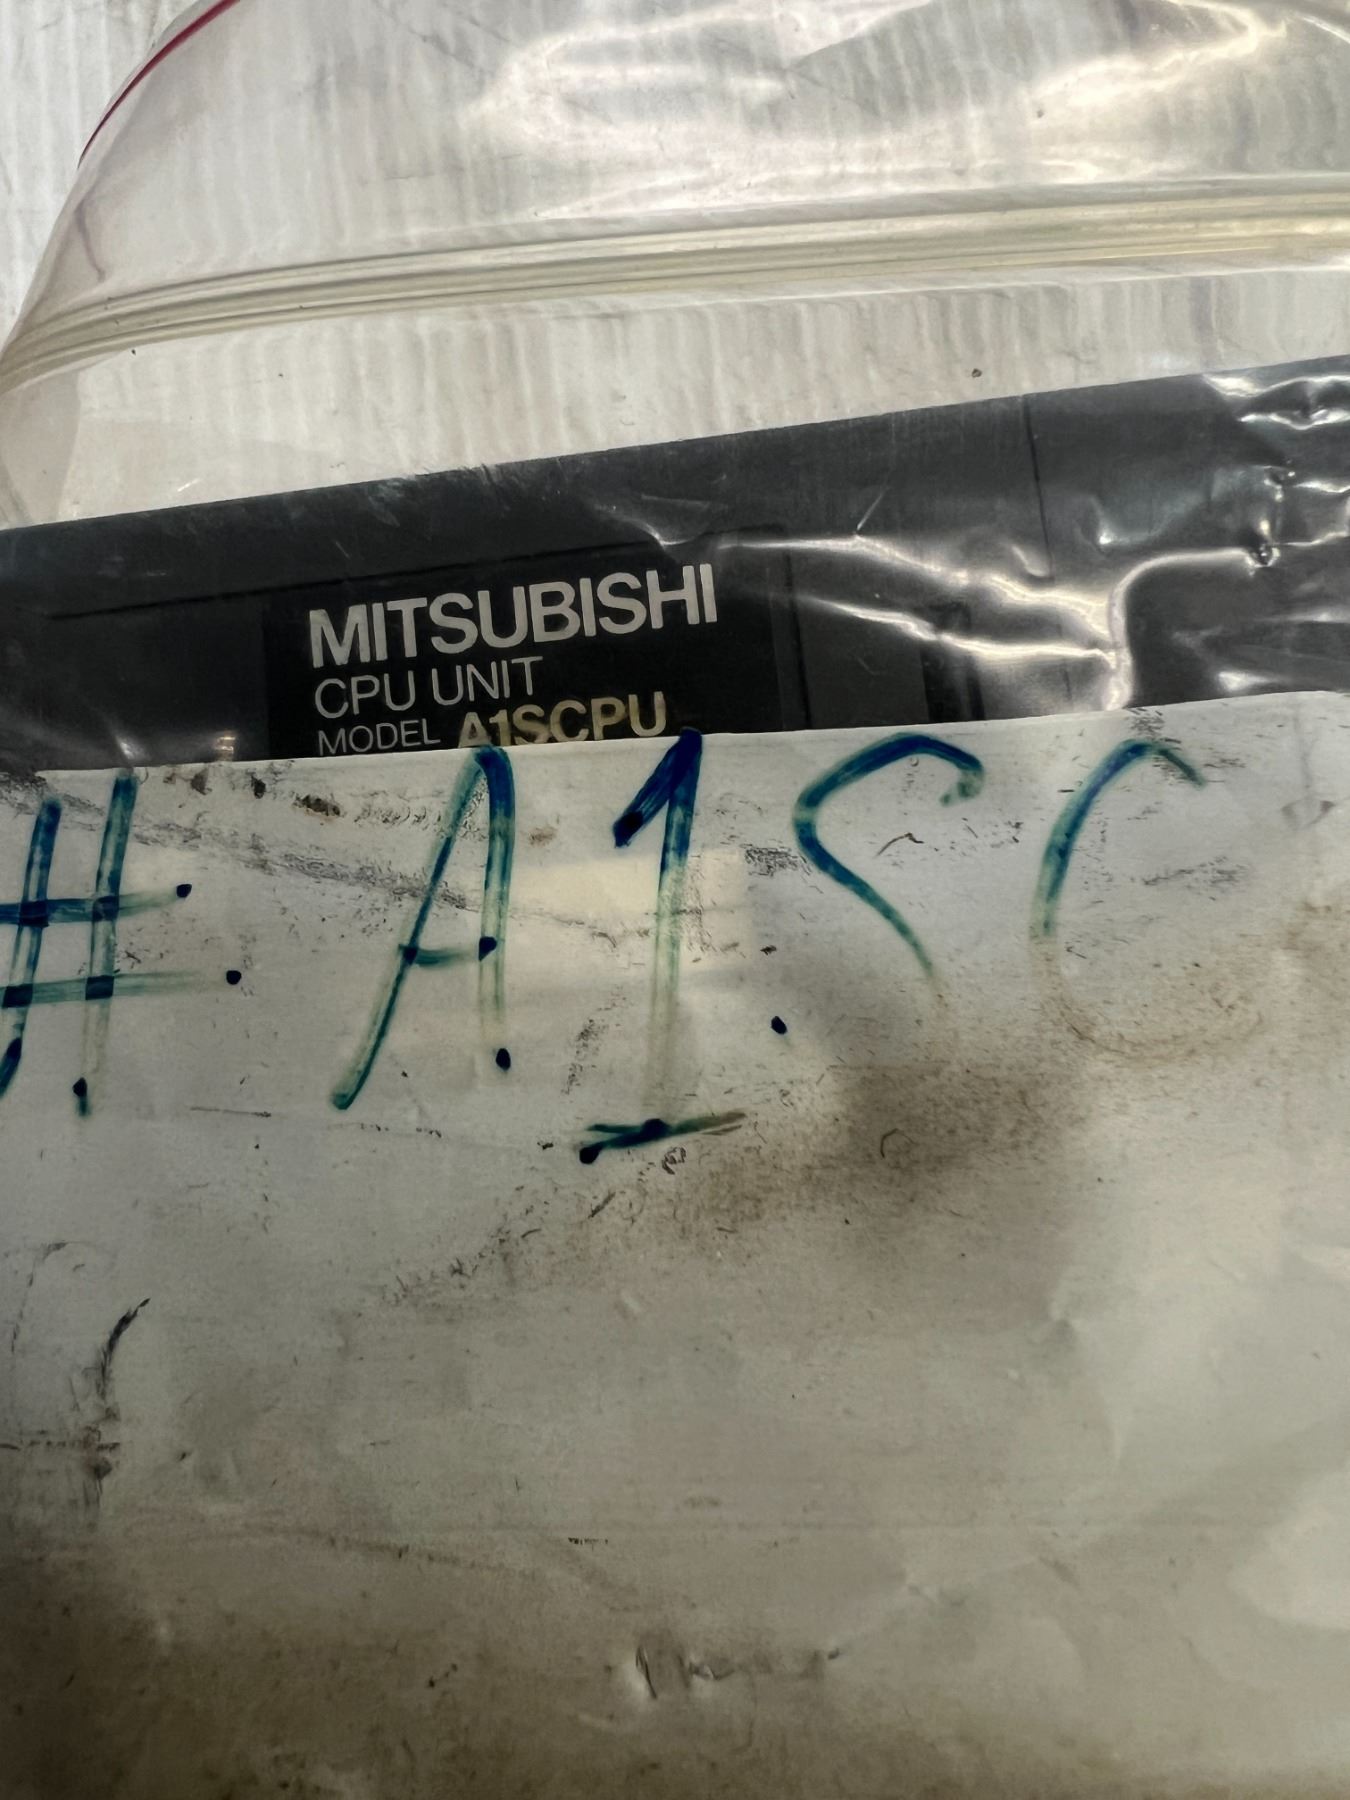 MITSUBISHI
CPU UNIT
MODEL A1SCPU
# A1SC